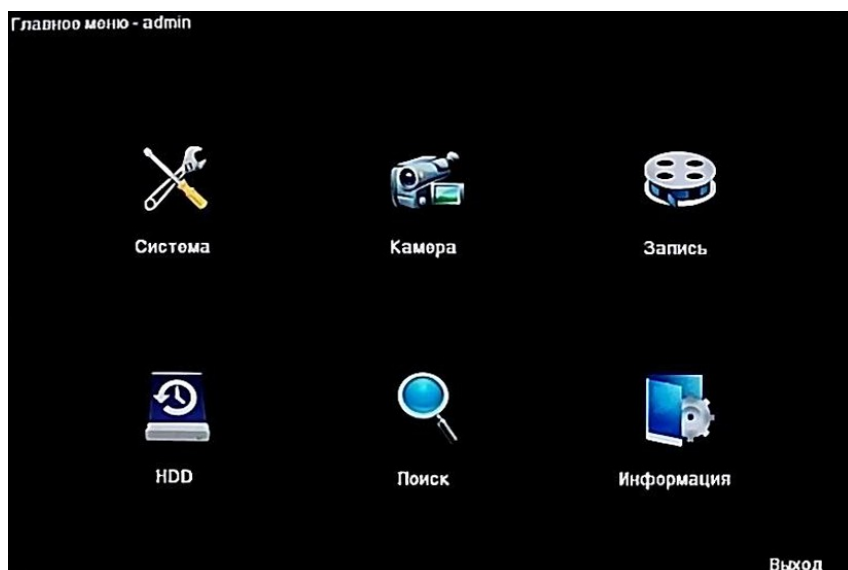 Главное меню - admin
Система
Камера
Запись
HDD
Поиск
Информация
Выход